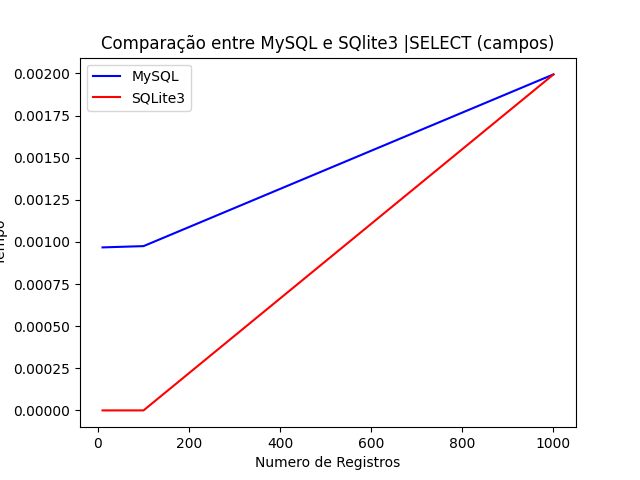 Comparação entre MySQL e SQlite3 |SELECT (campos)
MySQL
SQLite3
0.00200
0.00175
0.00150
0.00125
0.00100
0.00075
0.00050
0.00025
0.00000
0 200 400 600 800 1000
Numero de Registros